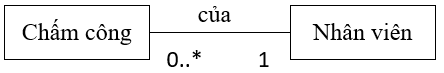 của
Chấm công Nhân viên
0..* 1